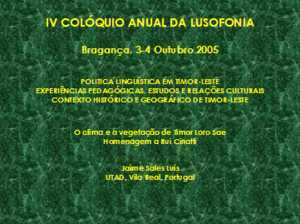 IV COLÓQUIO ANUAL DA LUSOFONIA
Bragança, 3-4 Outubro 2005
POLITICA LINGUÍSTICA EM TIMOR-LESTE
EXPERIÊNCIAS PEDAGÓGICAS, ESTUDOS E RELAÇÕES CULTURAIS
CONTEXTO HISTÓRICO E GEOGRÁFICO DE TIMOR-LESTE
O clima e a vegetação de Timor Loro Sae
Homenagem a Rui Cinatti
Jaime Sales Luis
UTAD, Vila Real, Portugal